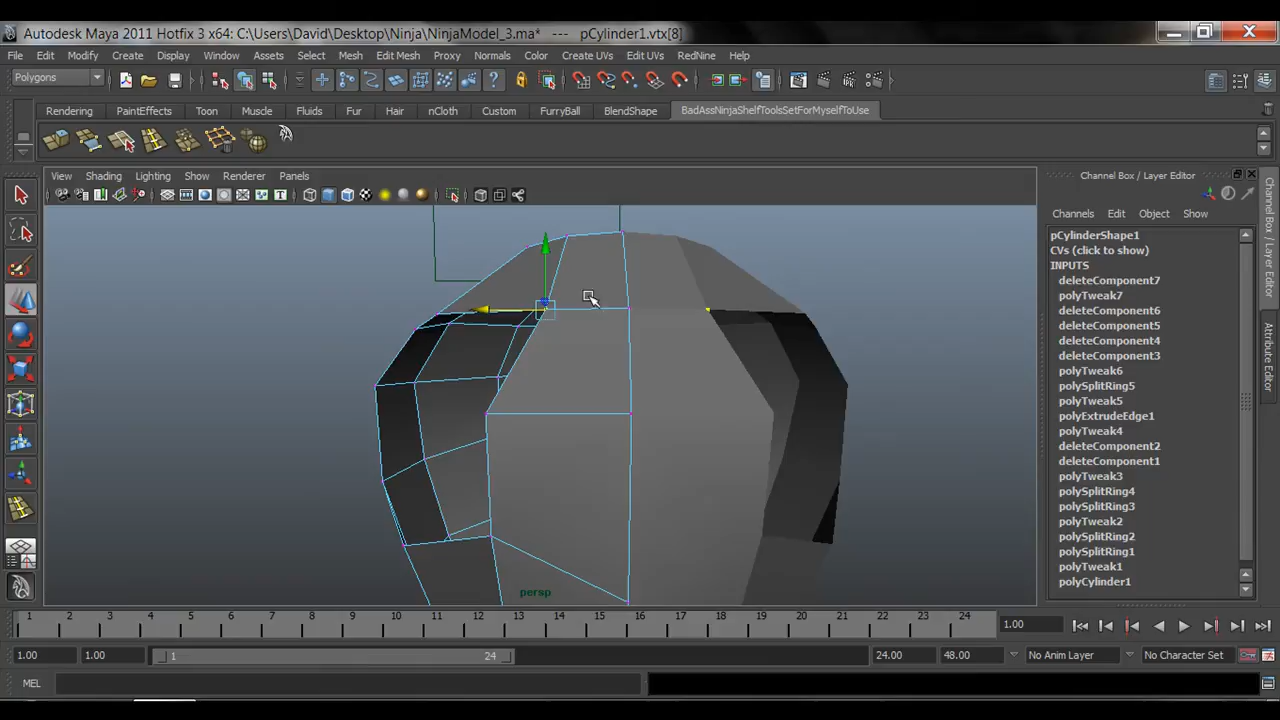 Autodesk Maya 2011 Hotfix 3 x64: C:\Users\David\Desktop\Ninja\NinjaModel_3.ma* --- pCylinder1.vtx[8]
File Edit Modify Create Display Window Assets Select Mesh Edit Mesh Proxy Normals Color Create UVs Edit UVs RedNine Help
Polygons
Rendering PaintEffects Toon Muscle Fluids Fur Hair nCloth Custom FurryBall BlendShape BadAssNinjaShelfToolsSetForMyselfToUse
View Shading Lighting Show Renderer Panels
Channel Box / Layer Editor
Channels Edit Object Show
pCylinderShape1
CVs (click to show)
INPUTS
deleteComponent7
polyTweak7
deleteComponent6
deleteComponent5
deleteComponent4
deleteComponent3
polyTweak6
polySplitRing5
polyTweak5
polyExtrudeEdge1
polyTweak4
deleteComponent2
deleteComponent1
polyTweak3
polySplitRing4
polySplitRing3
polyTweak2
polySplitRing2
polySplitRing1
polyTweak1
polyCylinder1
Channel Box / Layer Editor
Attribute Editor
persp
1 2 3 4 5 6 7 8 9 10 11 12 13 14 15 16 17 18 19 20 21 22 23 24
1.00
1.00 1.00 1 24 24.00 48.00 No Anim Layer No Character Set
MEL